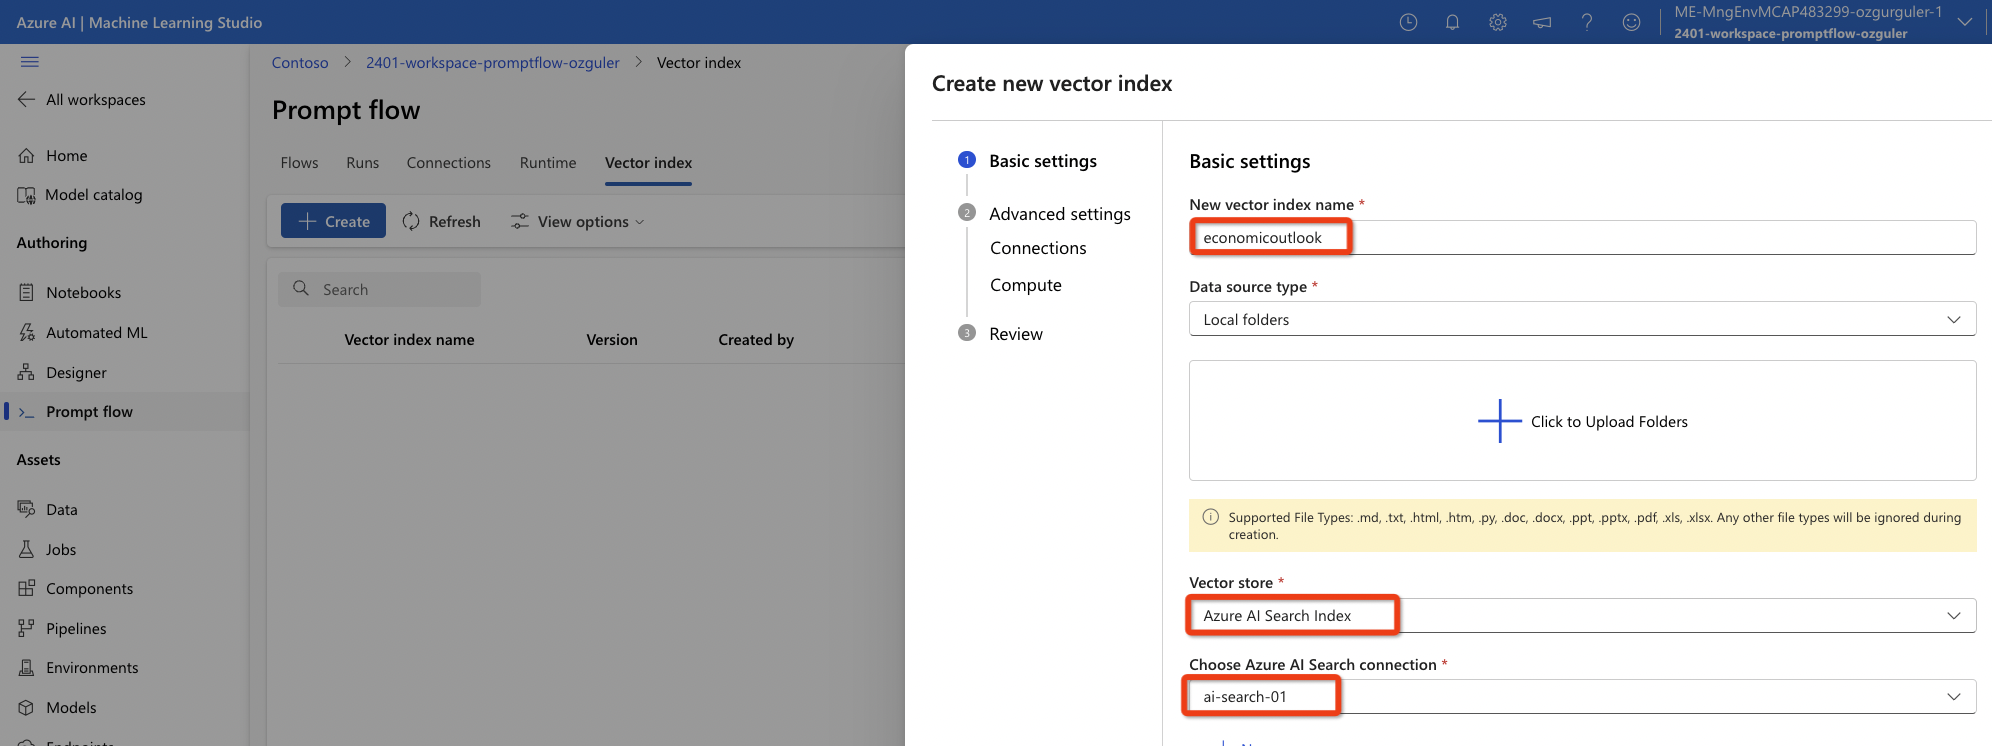 Azure AI | Machine Learning Studio
ME-MngEnvMCAP483299-ozgurguler-1
2401-workspace-promptflow-ozguler
All workspaces
Home
Model catalog
Authoring
Notebooks
Automated ML
Designer
Prompt flow
Assets
Data
Jobs
Components
Pipelines
Environments
Models
Contoso > 2401-workspace-promptflow-ozguler > Vector index
Prompt flow
Flows Runs Connections Runtime Vector index
Create Refresh View options
Search
Vector index name Version Created by
Create new vector index
1 Basic settings
2 Advanced settings
Connections
Compute
3 Review
Basic settings
New vector index name *
economicoutlook
Data source type *
Local folders
Click to Upload Folders
Supported File Types: .md, .txt, .html, .htm, .py, .doc, .docx, .ppt, .pptx, .pdf, .xls, .xlsx. Any other file types will be ignored during
creation.
Vector store *
Azure AI Search Index
Choose Azure AI Search connection *
ai-search-01